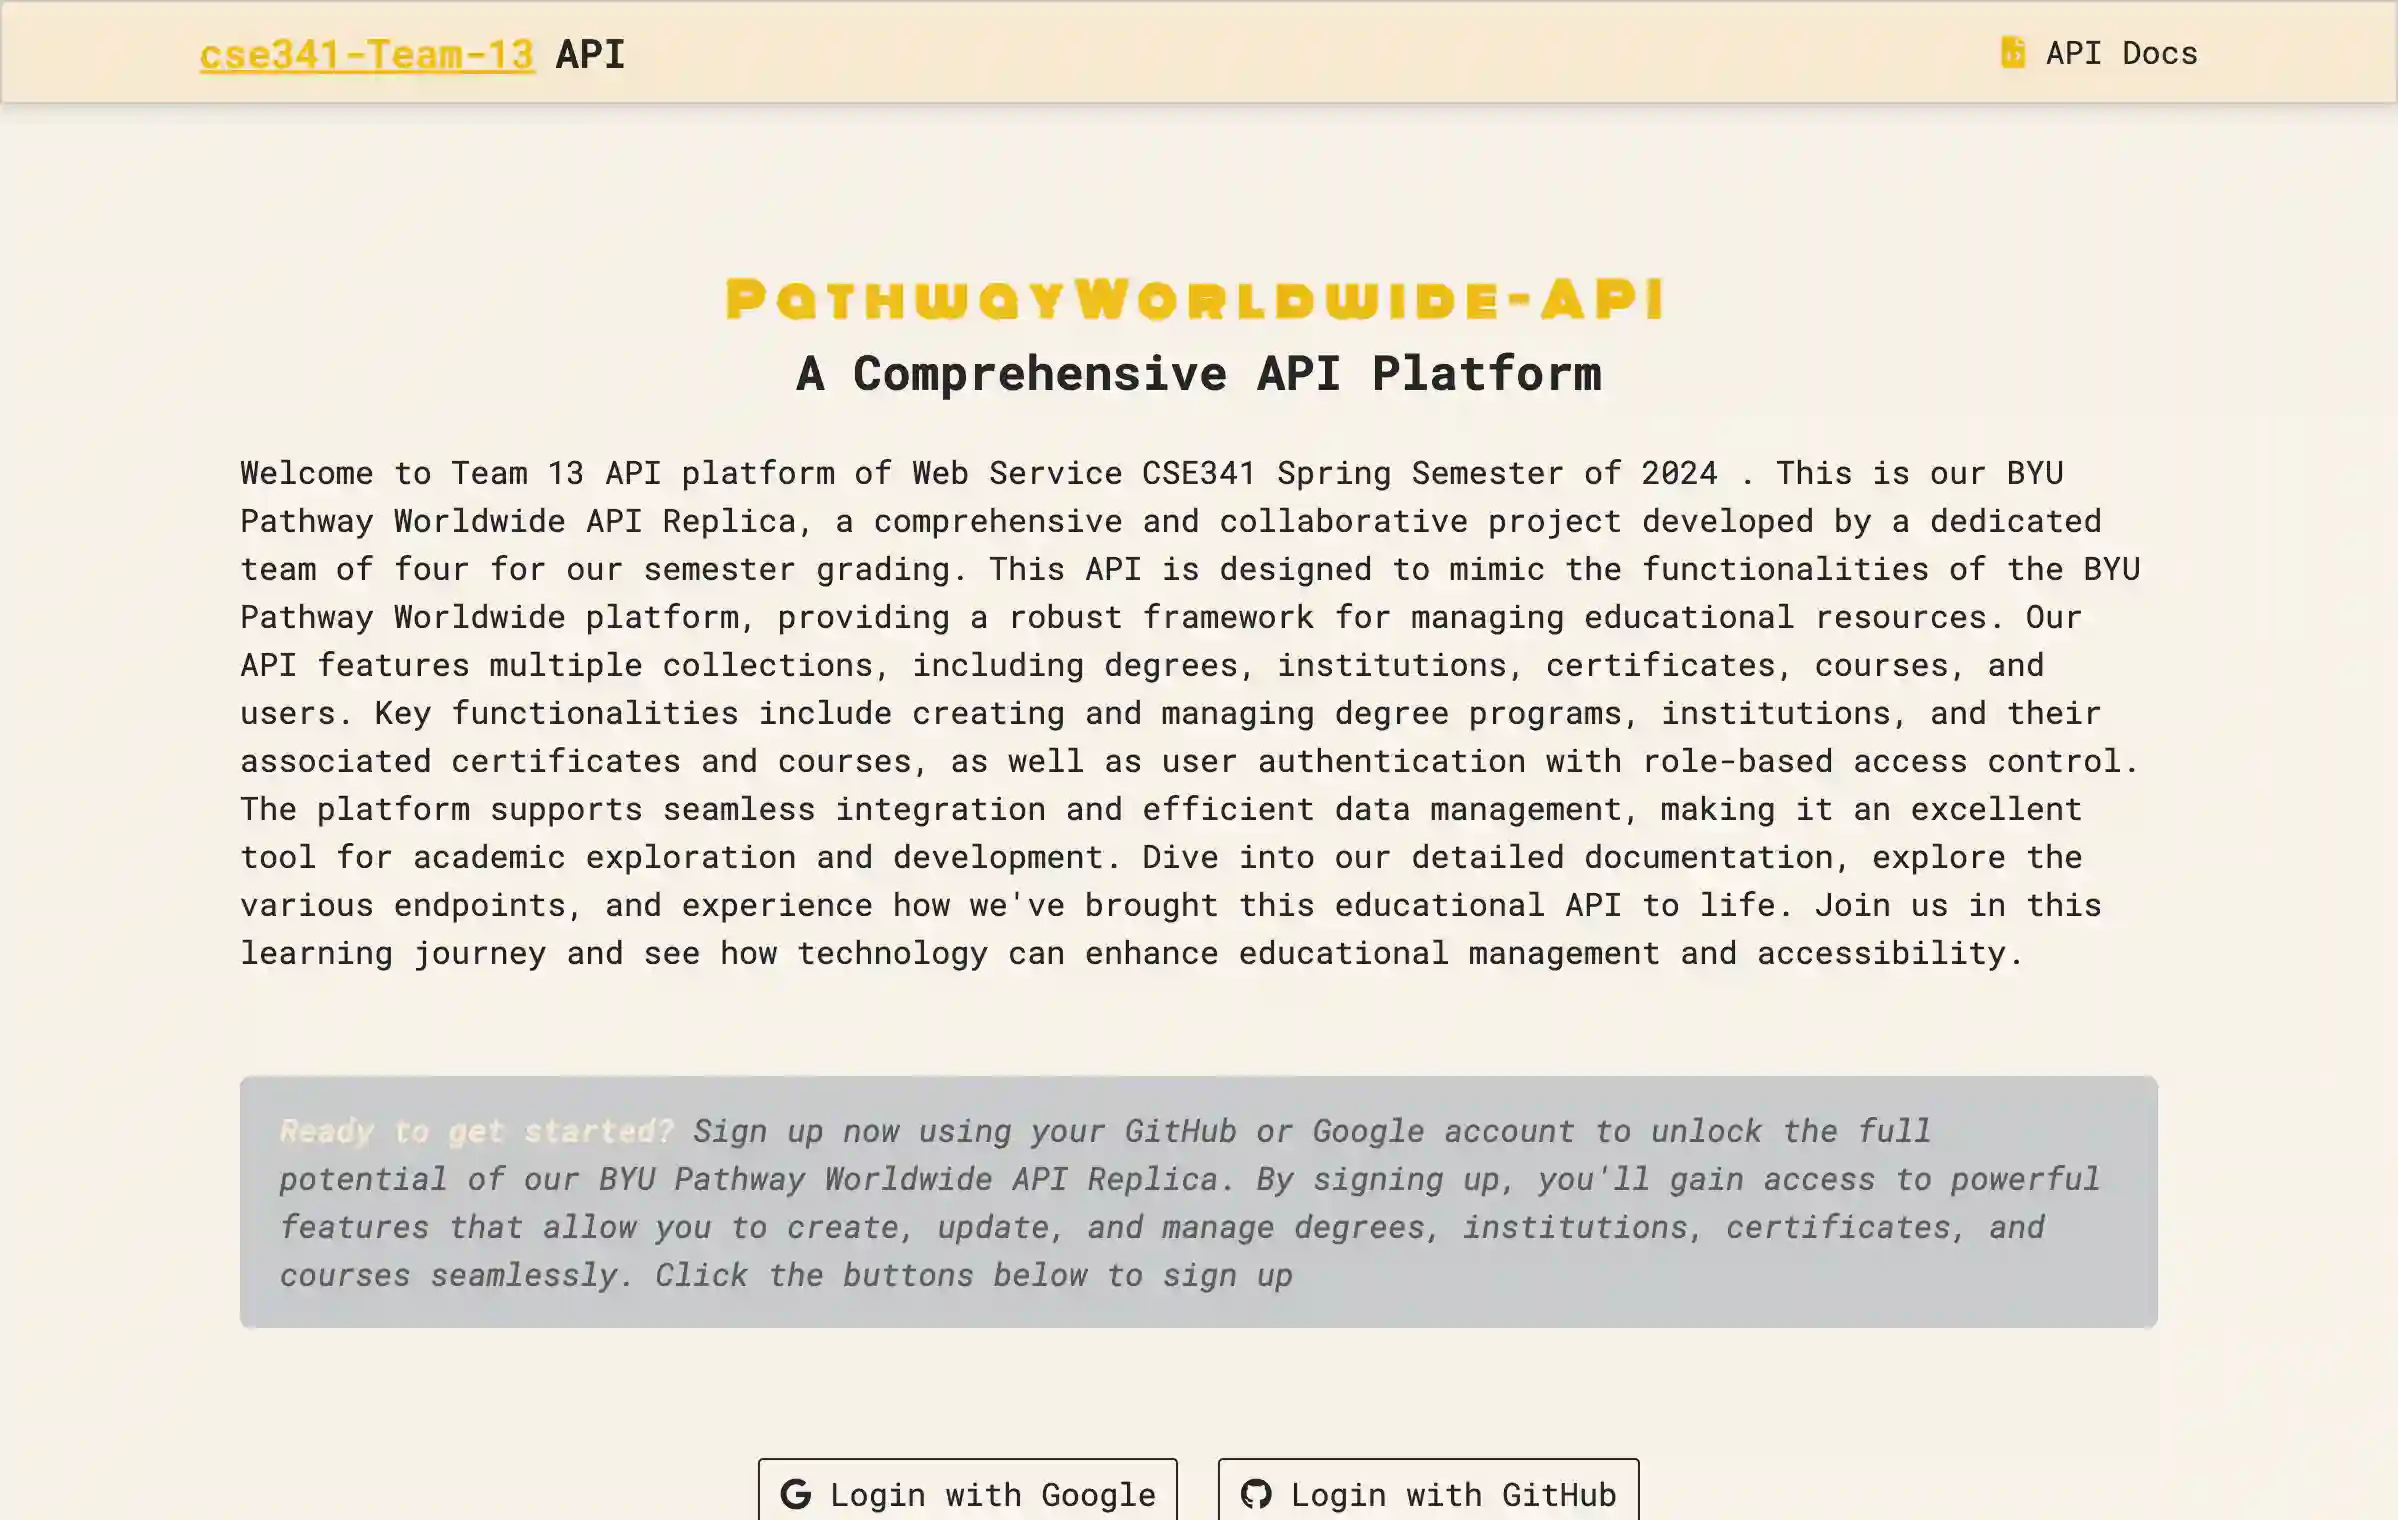 cse341-Team-13 API
API Docs
PathwayWorldwide-API
A Comprehensive API Platform
Welcome to Team 13 API platform of Web Service CSE341 Spring Semester of 2024 . This is our BYU
Pathway Worldwide API Replica, a comprehensive and collaborative project developed by a dedicated
team of four for our semester grading. This API is designed to mimic the functionalities of the BYU
Pathway Worldwide platform, providing a robust framework for managing educational resources. Our
API features multiple collections, including degrees, institutions, certificates, courses, and
users. Key functionalities include creating and managing degree programs, institutions, and their
associated certificates and courses, as well as user authentication with role-based access control.
The platform supports seamless integration and efficient data management, making it an excellent
tool for academic exploration and development. Dive into our detailed documentation, explore the
various endpoints, and experience how we've brought this educational API to life. Join us in this
learning journey and see how technology can enhance educational management and accessibility.
Ready to get started? Sign up now using your GitHub or Google account to unlock the full
potential of our BYU Pathway Worldwide API Replica. By signing up, you'll gain access to powerful
features that allow you to create, update, and manage degrees, institutions, certificates, and
courses seamlessly. Click the buttons below to sign up
Login with Google
Login with GitHub